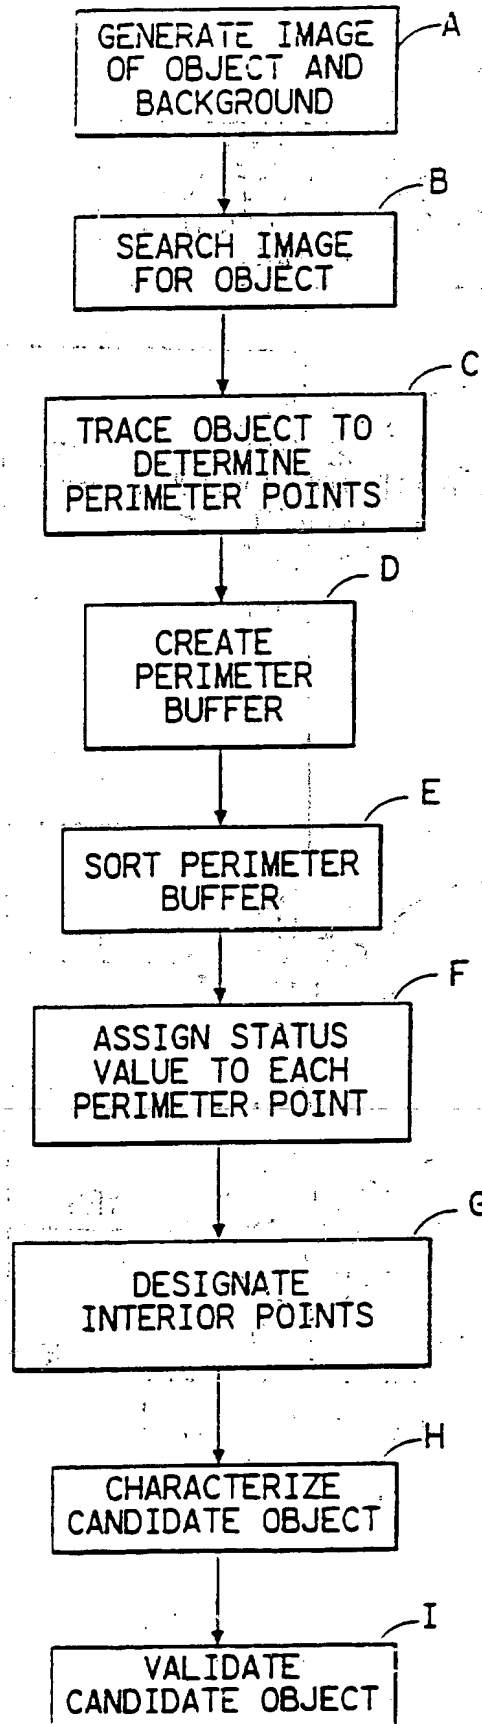 GENERATE IMAGE
OF OBJECT AND
BACKGROUND
A
B
SEARCH IMAGE
FOR OBJECT
C
TRACE OBJECT TO
DETERMINE
PERIMETER POINTS
D
CREATE
PERIMETER
BUFFER
E
SORT PERIMETER
BUFFER
F
ASSIGN STATUS
VALUE TO EACH
PERIMETER POINT
G
DESIGNATE
INTERIOR POINTS
H
CHARACTERIZE
CANDIDATE OBJECT
I
VALIDATE
CANDIDATE OBJECT